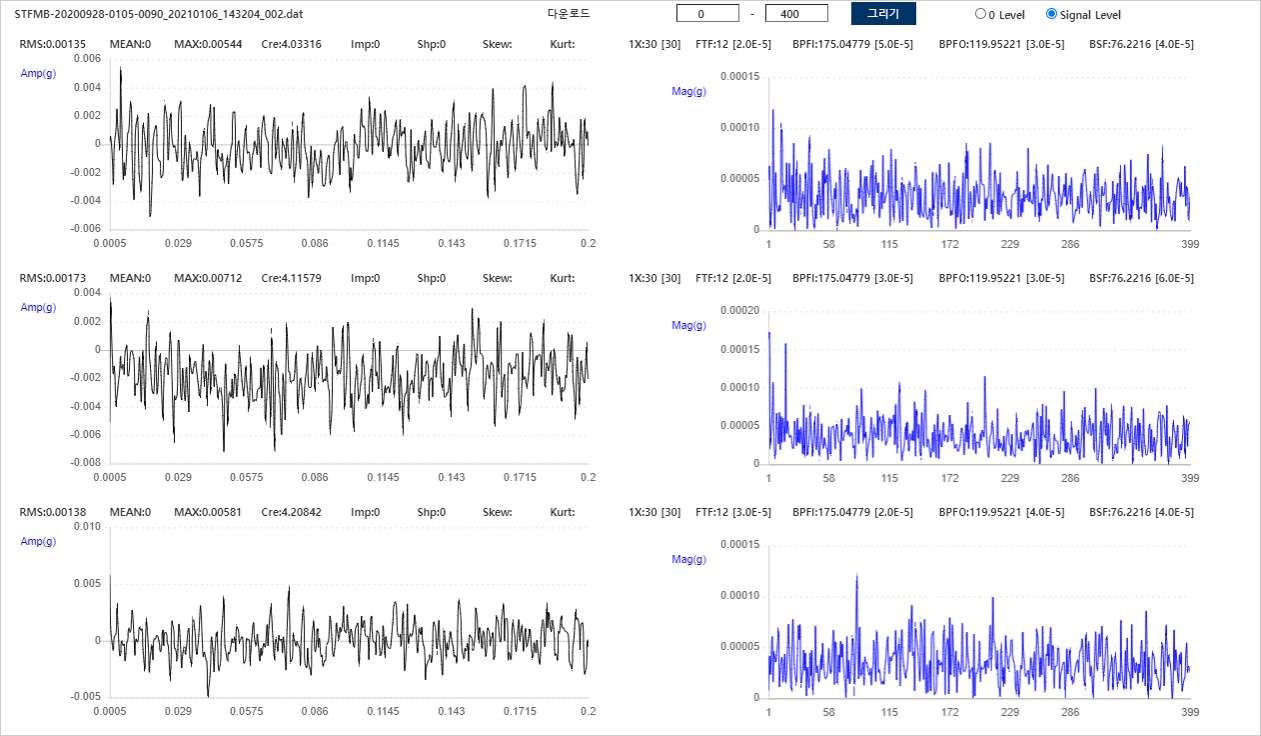 STFMB-20200928-0105-0090_20210106_143204_002.dat 다운로드 0 - 400 그리기 0 Level Signal Level
RMS:0.00135 MEAN:0 MAX:0.00544 Cre:4.03316 Imp:0 Shp:0 Skew: Kurt: 1X:30 [30] FTF:12 [2.0E-5] BPFI:175.04779 [5.0E-5] BPFO:119.95221 [3.0E-5] BSF:76.2216 [4.0E-5]
Amp(g)
0.006
0.004
0.002
0
-0.002
-0.004
-0.006
0.0005 0.029 0.0575 0.086 0.1145 0.143 0.1715 0.2
Mag(g)
0.00015
0.00010
0.00005
0
1 58 115 172 229 286 399
RMS:0.00173 MEAN:0 MAX:0.00712 Cre:4.11579 Imp:0 Shp:0 Skew: Kurt: 1X:30 [30] FTF:12 [2.0E-5] BPFI:175.04779 [3.0E-5] BPFO:119.95221 [3.0E-5] BSF:76.2216 [6.0E-5]
Amp(g)
0.004
0.002
0
-0.002
-0.004
-0.006
-0.008
0.0005 0.029 0.0575 0.086 0.1145 0.143 0.1715 0.2
Mag(g)
0.00020
0.00015
0.00010
0.00005
0
1 58 115 172 229 286 399
RMS:0.00138 MEAN:0 MAX:0.00581 Cre:4.20842 Imp:0 Shp:0 Skew: Kurt: 1X:30 [30] FTF:12 [3.0E-5] BPFI:175.04779 [2.0E-5] BPFO:119.95221 [4.0E-5] BSF:76.2216 [4.0E-5]
Amp(g)
0.010
0.005
0
-0.005
0.0005 0.029 0.0575 0.086 0.1145 0.143 0.1715 0.2
Mag(g)
0.00015
0.00010
0.00005
0
1 58 115 172 229 286 399